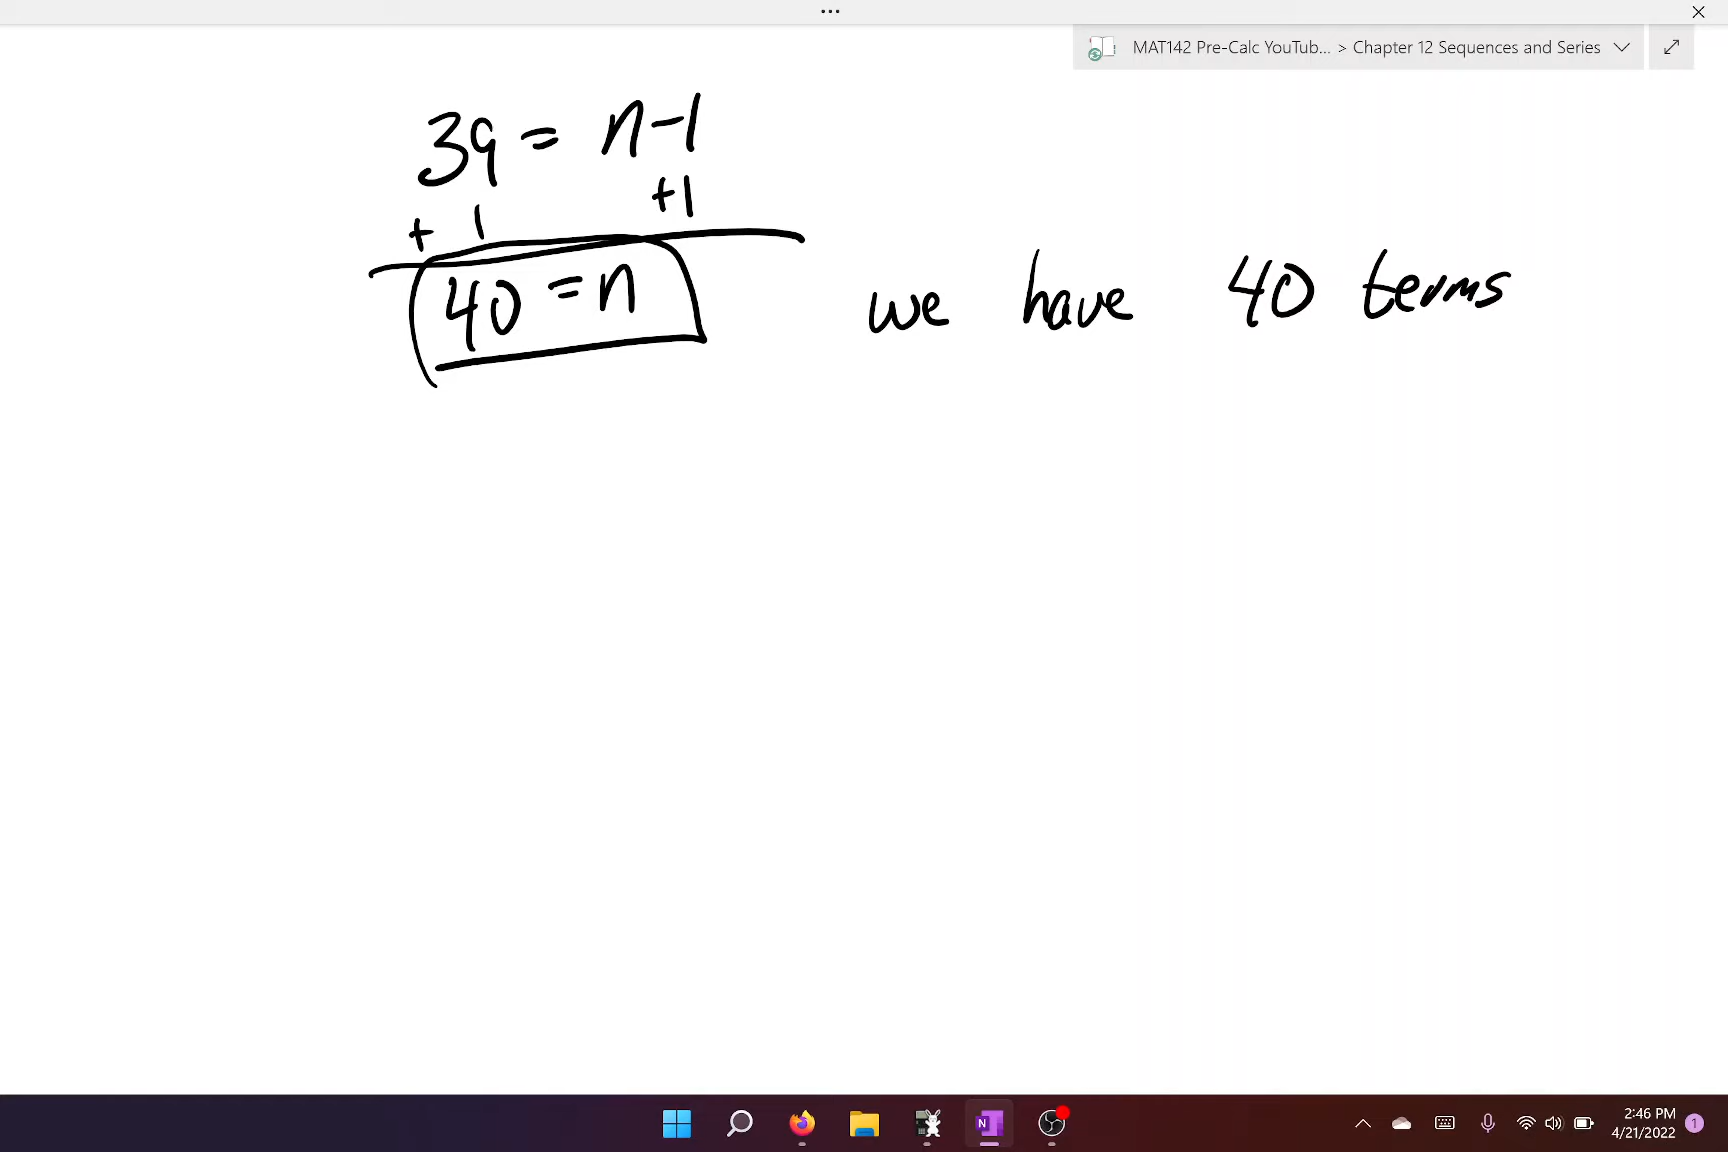 ...
MAT142 Pre-Calc YouTub... > Chapter 12 Sequences and Series
39 = n-1
+ 1 +1
40 = n we have 40 terms
2:46 PM
4/21/2022 1